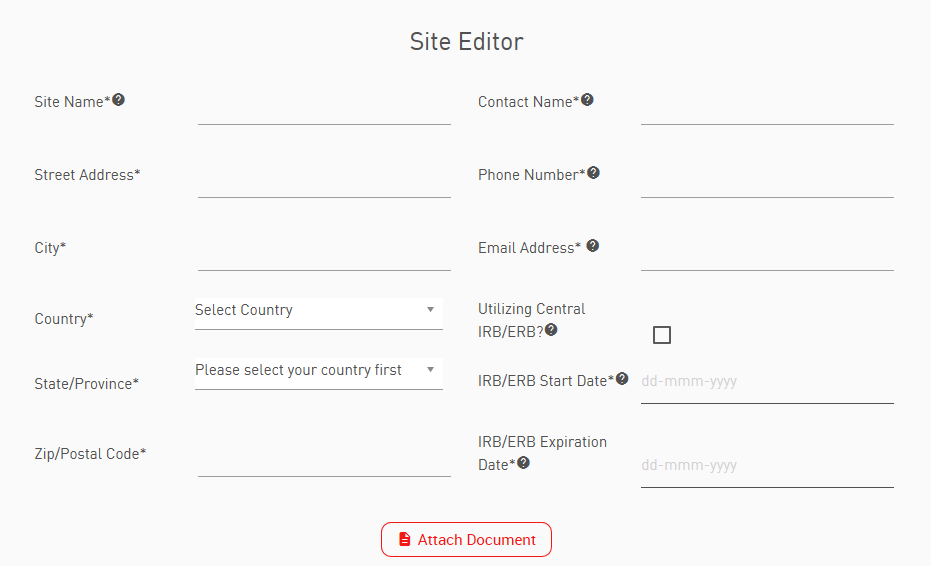 Site Editor
Site Name*
Contact Name*
Street Address*
Phone Number*
City*
Email Address*
Country*
Select Country
Utilizing Central
IRB/ERB?
State/Province*
Please select your country first
IRB/ERB Start Date*
dd-mmm-yyyy
Zip/Postal Code*
IRB/ERB Expiration
Date*
dd-mmm-yyyy
Attach Document